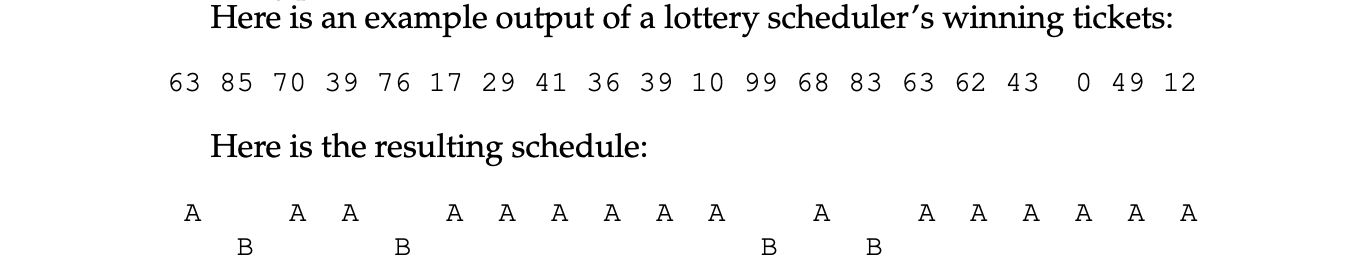 Here is an example output of a lottery scheduler's winning tickets:
63 85 70 39 76 17 29 41 36 39 10 99 68 83 63 62 43  0 49 12
Here is the resulting schedule:
A     A  A     A  A  A  A  A  A     A     A  A  A  A  A  A
   B        B                    B     B